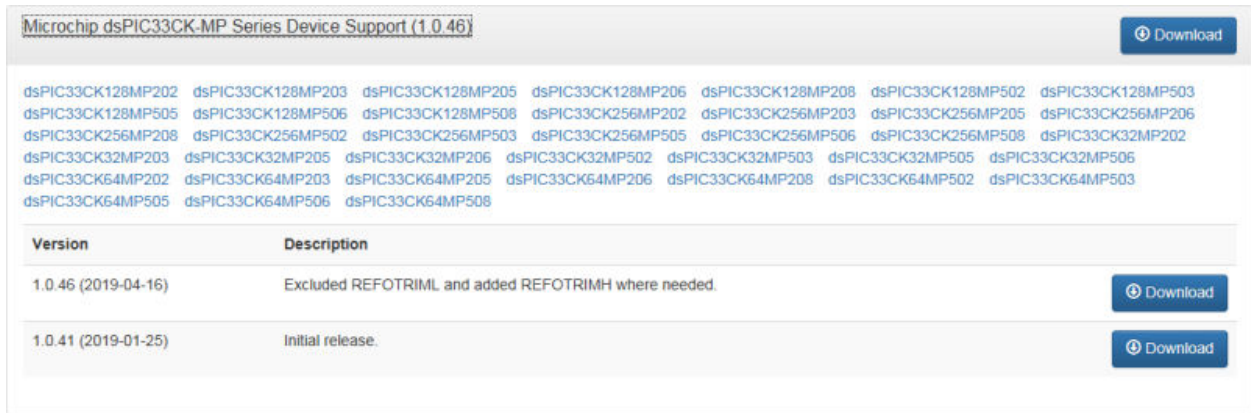 Microchip dsPIC33CK-MP Series Device Support (1.0.46)
Download
dsPIC33CK128MP202 dsPIC33CK128MP203 dsPIC33CK128MP205 dsPIC33CK128MP206 dsPIC33CK128MP208 dsPIC33CK128MP502 dsPIC33CK128MP503
dsPIC33CK128MP505 dsPIC33CK128MP506 dsPIC33CK128MP508 dsPIC33CK256MP202 dsPIC33CK256MP203 dsPIC33CK256MP205 dsPIC33CK256MP206
dsPIC33CK256MP208 dsPIC33CK256MP502 dsPIC33CK256MP503 dsPIC33CK256MP505 dsPIC33CK256MP506 dsPIC33CK256MP508 dsPIC33CK32MP202
dsPIC33CK32MP203 dsPIC33CK32MP205 dsPIC33CK32MP206 dsPIC33CK32MP502 dsPIC33CK32MP503 dsPIC33CK32MP505 dsPIC33CK32MP506
dsPIC33CK64MP202 dsPIC33CK64MP203 dsPIC33CK64MP205 dsPIC33CK64MP206 dsPIC33CK64MP208 dsPIC33CK64MP502 dsPIC33CK64MP503
dsPIC33CK64MP505 dsPIC33CK64MP506 dsPIC33CK64MP508
Version Description
1.0.46 (2019-04-16) Excluded REFOTRIML and added REFOTRIMH where needed. Download
1.0.41 (2019-01-25) Initial release. Download